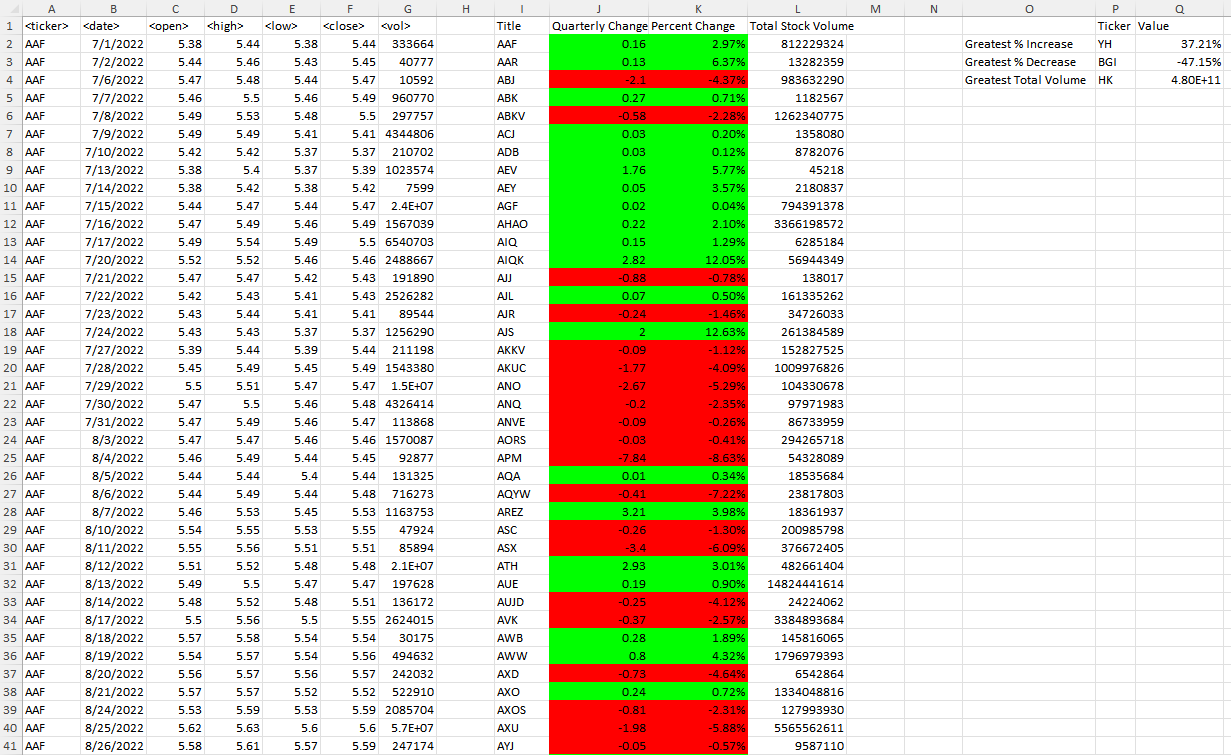 A B C D E F G H I J K L M N O P Q
1 <ticker> <date> <open> <high> <low> <close> <vol> Title Quarterly Change Percent Change Total Stock Volume Ticker Value
2 AAF 7/1/2022 5.38 5.44 5.38 5.44 333664 AAF 0.16 2.97% 812229324 Greatest % Increase YH 37.21%
3 AAF 7/2/2022 5.44 5.46 5.43 5.45 40777 AAR 0.13 6.37% 13282359 Greatest % Decrease BGI -47.15%
4 AAF 7/6/2022 5.47 5.48 5.44 5.47 10592 ABJ -2.1 -4.37% 983632290 Greatest Total Volume HK 4.80E+11
5 AAF 7/7/2022 5.46 5.5 5.46 5.49 960770 ABK 0.27 0.71% 1182567
6 AAF 7/8/2022 5.49 5.53 5.48 5.5 297757 ABKV -0.58 -2.28% 1262340775
7 AAF 7/9/2022 5.49 5.49 5.41 5.41 4344806 ACJ 0.03 0.20% 1358080
8 AAF 7/10/2022 5.42 5.42 5.37 5.37 210702 ADB 0.03 0.12% 8782076
9 AAF 7/13/2022 5.38 5.4 5.37 5.39 1023574 AEV 1.76 5.77% 45218
10 AAF 7/14/2022 5.38 5.42 5.38 5.42 7599 AEY 0.05 3.57% 2180837
11 AAF 7/15/2022 5.44 5.47 5.44 5.47 2.4E+07 AGF 0.02 0.04% 794391378
12 AAF 7/16/2022 5.47 5.49 5.46 5.49 1567039 AHAO 0.22 2.10% 3366198572
13 AAF 7/17/2022 5.49 5.54 5.49 5.5 6540703 AIQ 0.15 1.29% 6285184
14 AAF 7/20/2022 5.52 5.52 5.46 5.46 2488667 AIQK 2.82 12.05% 56944349
15 AAF 7/21/2022 5.47 5.47 5.42 5.43 191890 AJJ -0.88 -0.78% 138017
16 AAF 7/22/2022 5.42 5.43 5.41 5.43 2526282 AJL 0.07 0.50% 161335262
17 AAF 7/23/2022 5.43 5.44 5.41 5.41 89544 AJR -0.24 -1.46% 34726033
18 AAF 7/24/2022 5.43 5.43 5.37 5.37 1256290 AJS 2 12.63% 261384589
19 AAF 7/27/2022 5.39 5.44 5.39 5.44 211198 AKKV -0.09 -1.12% 152827525
20 AAF 7/28/2022 5.45 5.49 5.45 5.49 1543380 AKUC -1.77 -4.09% 1009976826
21 AAF 7/29/2022 5.5 5.51 5.47 5.47 1.5E+07 ANO -2.67 -5.29% 104330678
22 AAF 7/30/2022 5.47 5.5 5.46 5.48 4326414 ANQ -0.2 -2.35% 97971983
23 AAF 7/31/2022 5.47 5.49 5.46 5.47 113868 ANVE -0.09 -0.26% 86733959
24 AAF 8/3/2022 5.47 5.47 5.46 5.46 1570087 AORS -0.03 -0.41% 294265718
25 AAF 8/4/2022 5.46 5.49 5.44 5.45 92877 APM -7.84 -8.63% 54328089
26 AAF 8/5/2022 5.44 5.44 5.4 5.44 131325 AQA 0.01 0.34% 18535684
27 AAF 8/6/2022 5.44 5.49 5.44 5.48 716273 AQYW -0.41 -7.22% 23817803
28 AAF 8/7/2022 5.46 5.53 5.45 5.53 1163753 AREZ 3.21 3.98% 18361937
29 AAF 8/10/2022 5.54 5.55 5.53 5.55 47924 ASC -0.26 -1.30% 200985798
30 AAF 8/11/2022 5.55 5.56 5.51 5.51 85894 ASX -3.4 -6.09% 376672405
31 AAF 8/12/2022 5.51 5.52 5.48 5.48 2.1E+07 ATH 2.93 3.01% 482661404
32 AAF 8/13/2022 5.49 5.5 5.47 5.47 197628 AUE 0.19 0.90% 14824441614
33 AAF 8/14/2022 5.48 5.52 5.48 5.51 136172 AUJD -0.25 -4.12% 24224062
34 AAF 8/17/2022 5.5 5.56 5.5 5.55 2624015 AVK -0.37 -2.57% 3384893684
35 AAF 8/18/2022 5.57 5.58 5.54 5.54 30175 AWB 0.28 1.89% 145816065
36 AAF 8/19/2022 5.54 5.57 5.54 5.56 494632 AWW 0.8 4.32% 1796979393
37 AAF 8/20/2022 5.56 5.57 5.56 5.57 242032 AXD -0.73 -4.64% 6542864
38 AAF 8/21/2022 5.57 5.57 5.52 5.52 522910 AXO 0.24 0.72% 1334048816
39 AAF 8/24/2022 5.53 5.59 5.53 5.59 2085704 AXOS -0.81 -2.31% 127993930
40 AAF 8/25/2022 5.62 5.63 5.6 5.6 5.7E+07 AXU -1.98 -5.88% 5565562611
41 AAF 8/26/2022 5.58 5.61 5.57 5.59 247174 AYJ -0.05 -0.57% 9587110